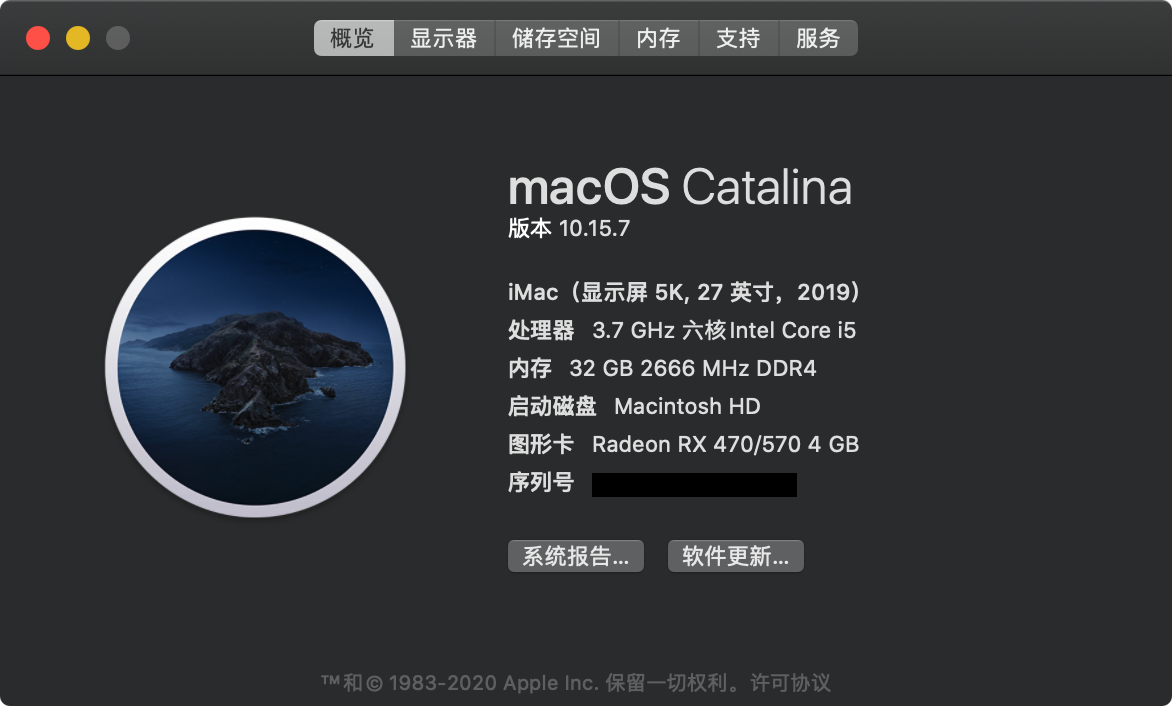 概览 显示器 储存空间 内存 支持 服务
macOS Catalina
版本 10.15.7
iMac（显示屏 5K, 27 英寸，2019）
处理器 3.7 GHz 六核Intel Core i5
内存 32 GB 2666 MHz DDR4
启动磁盘 Macintosh HD
图形卡 Radeon RX 470/570 4 GB
序列号
系统报告... 软件更新...
™和© 1983-2020 Apple Inc. 保留一切权利。许可协议